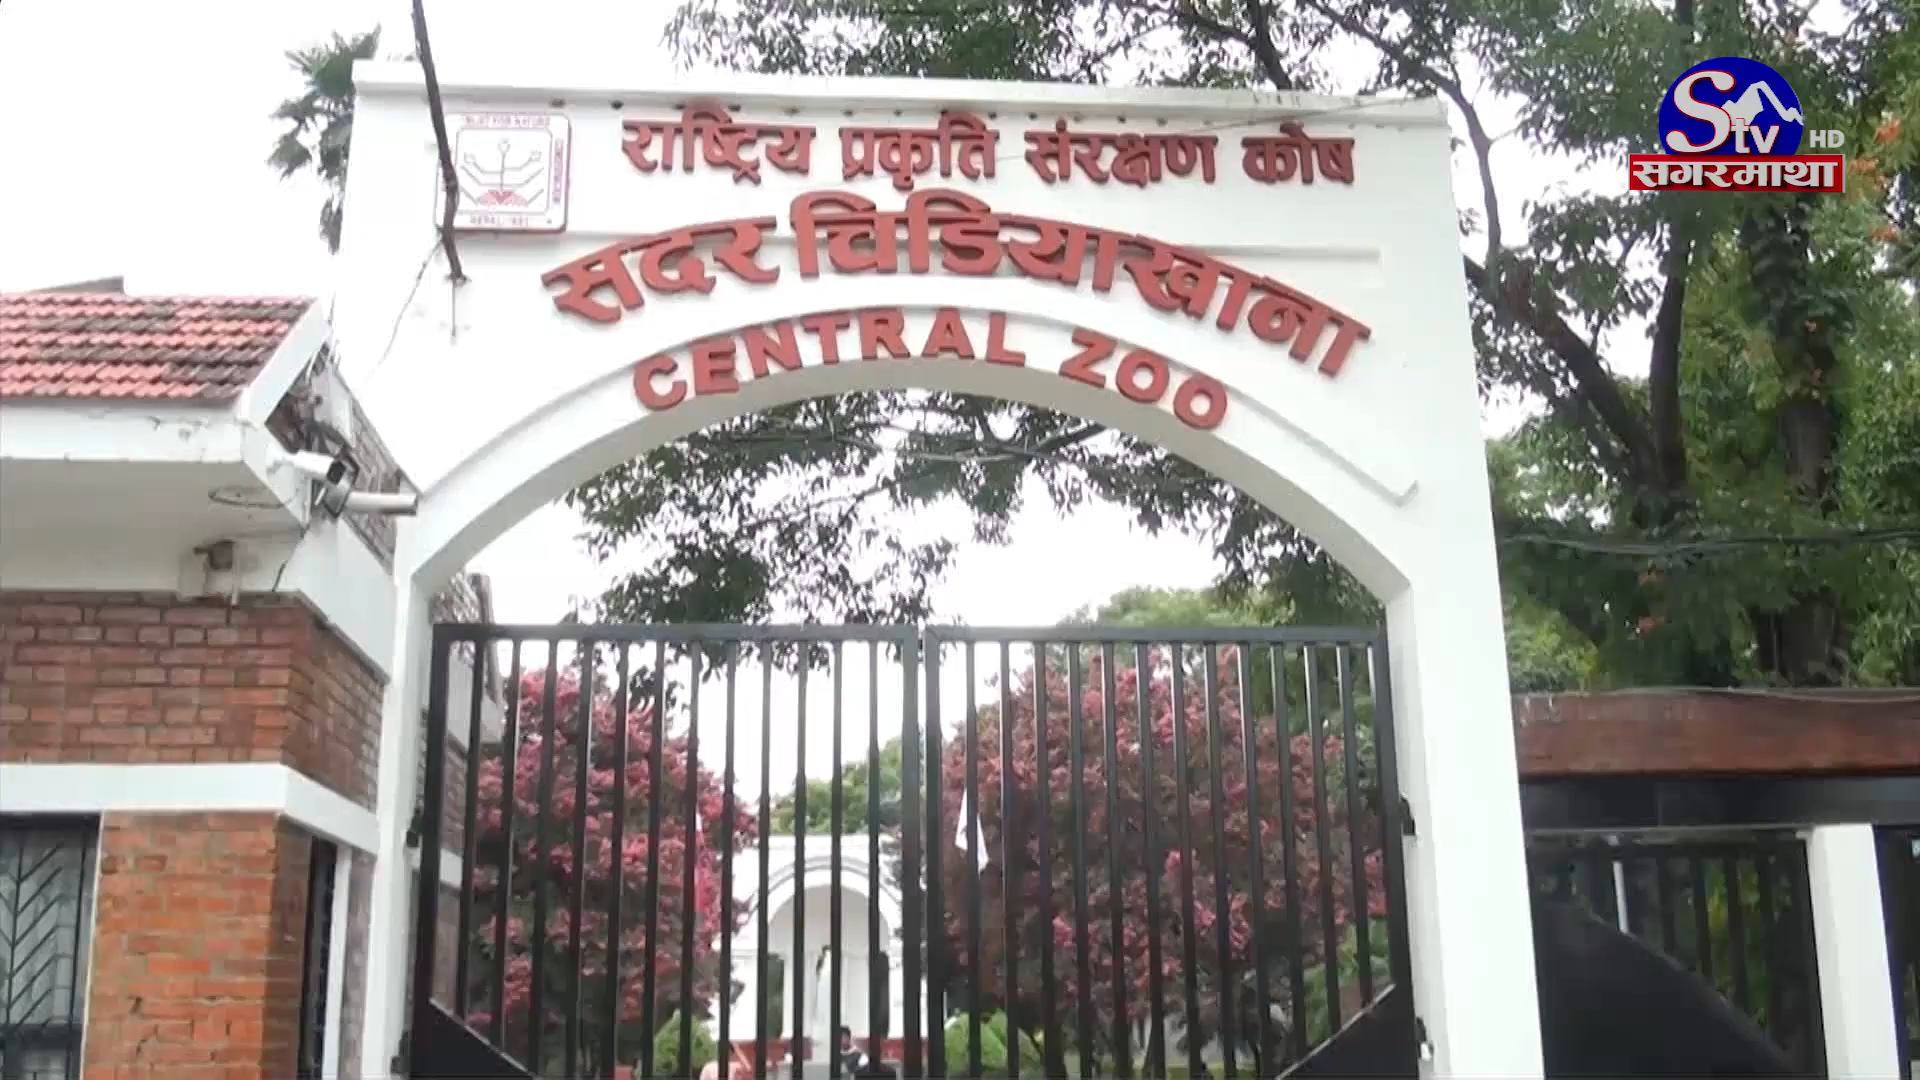 राष्ट्रिय प्रकृति संरक्षण कोष
सदर चिडियाखाना
CENTRAL ZOO
Stv HD
सगरमाथा